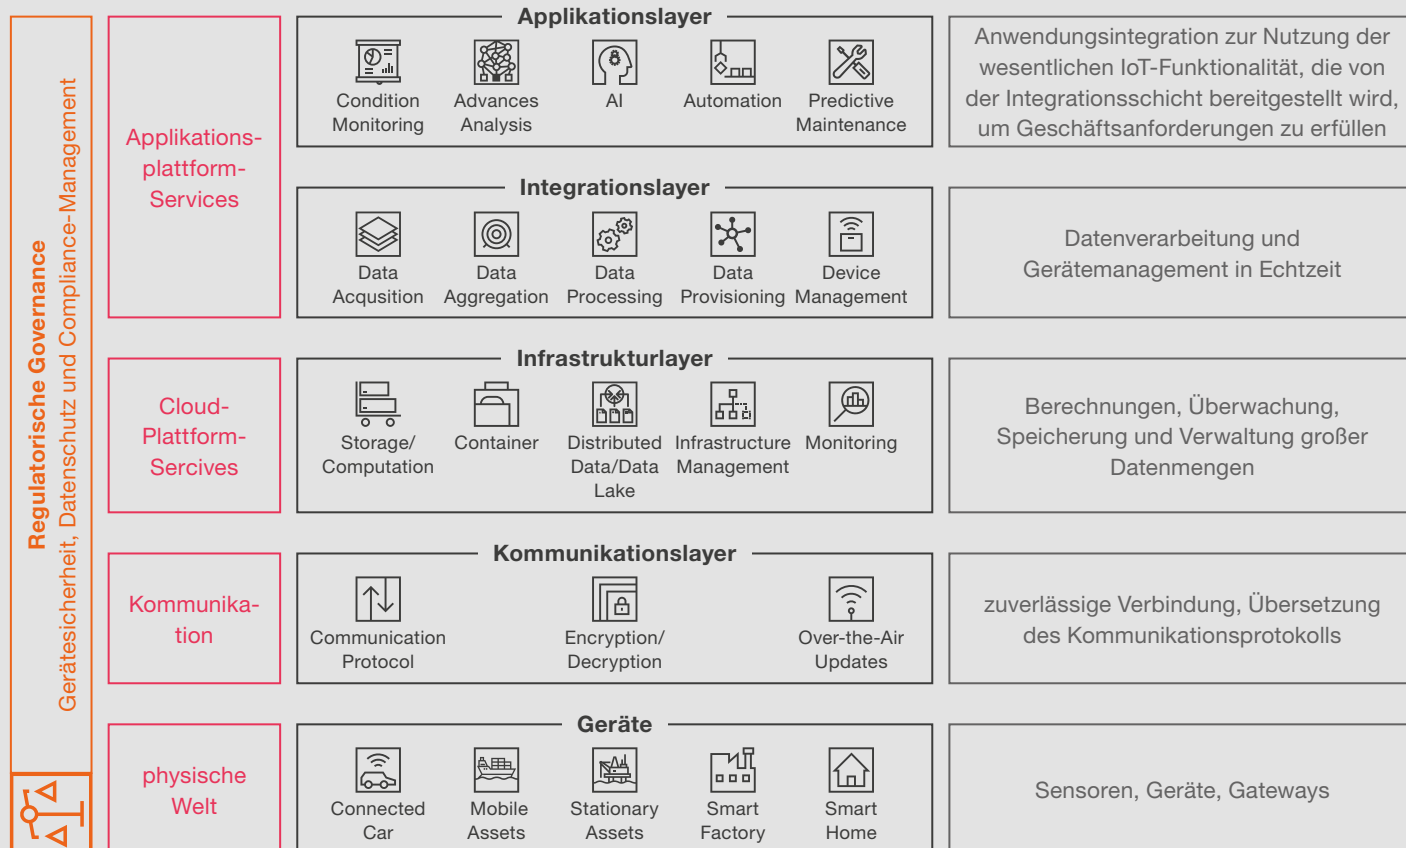 Regulatorische Governance
Gerätesicherheit, Datenschutz und Compliance-Management
Applikations-
plattform-
Services
Applikationslayer
Condition
Monitoring
Advances
Analysis
AI
Automation
Predictive
Maintenance
Anwendungsintegration zur Nutzung der
wesentlichen IoT-Funktionalität, die von
der Integrationsschicht bereitgestellt wird,
um Geschäftsanforderungen zu erfüllen
Integrationslayer
Data
Acqusition
Data
Aggregation
Data
Processing
Data
Provisioning
Device
Management
Datenverarbeitung und
Gerätemanagement in Echtzeit
Cloud-
Plattform-
Sercives
Infrastrukturlayer
Storage/
Computation
Container
Distributed
Data/Data
Lake
Infrastructure
Management
Monitoring
Berechnungen, Überwachung,
Speicherung und Verwaltung großer
Datenmengen
Kommunika-
tion
Kommunikationslayer
Communication
Protocol
Encryption/
Decryption
Over-the-Air
Updates
zuverlässige Verbindung, Übersetzung
des Kommunikationsprotokolls
physische
Welt
Geräte
Connected
Car
Mobile
Assets
Stationary
Assets
Smart
Factory
Smart
Home
Sensoren, Geräte, Gateways